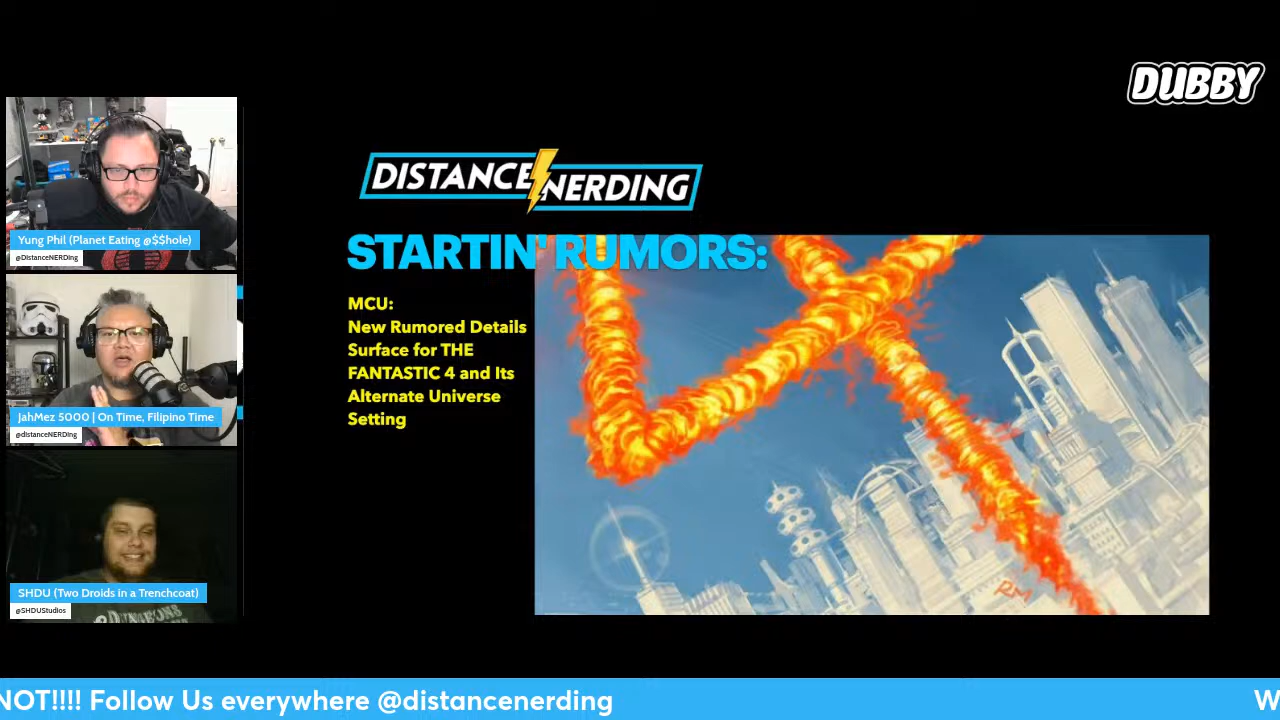 DUBBY
DISTANCE NERDING
STARTIN' RUMORS:
MCU:
New Rumored Details
Surface for THE
FANTASTIC 4 and Its
Alternate Universe
Setting
RM
Yung Phil (Planet Eating @$$hole)
@DistanceNERDing
JahMez 5000 | On Time, Filipino Time
@distanceNERDing
SHDU (Two Droids in a Trenchcoat)
@SHDUStudios
NOT!!!! Follow Us everywhere @distancenerding
W